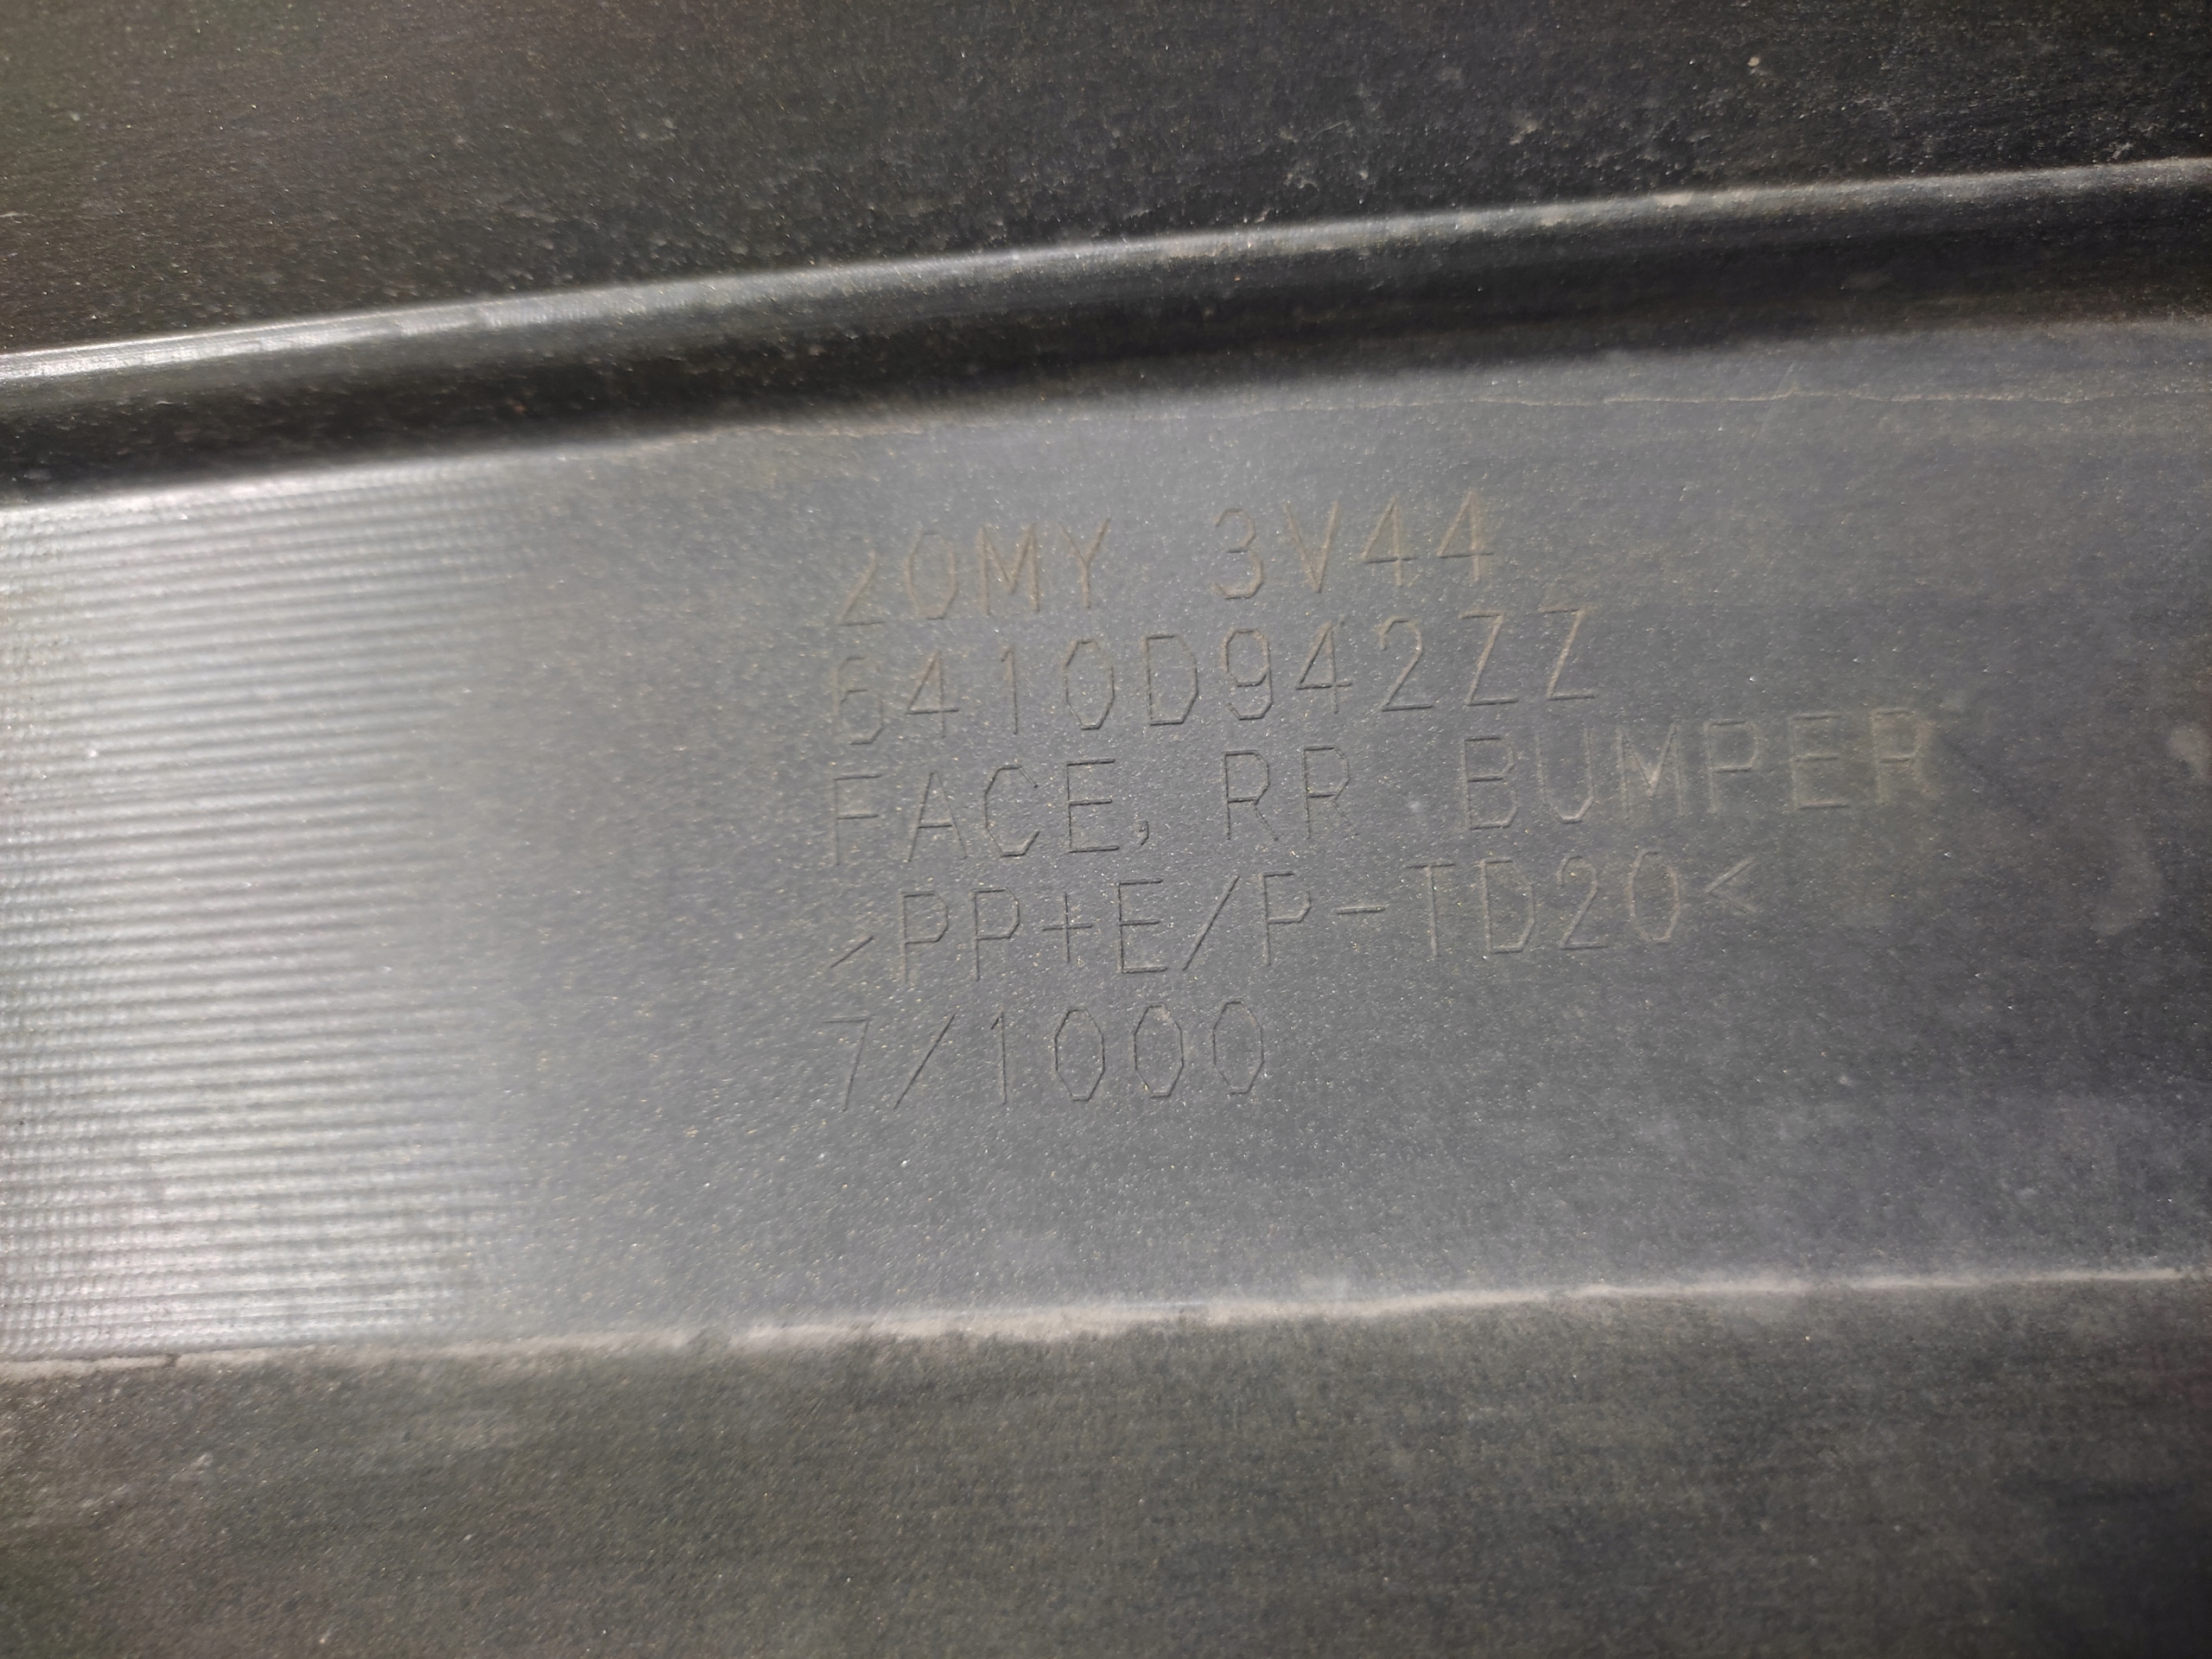 20MY 3V44
6410D942ZZ
FACE, RR BUMPER
>PP+E/P-TD20<
7/1000